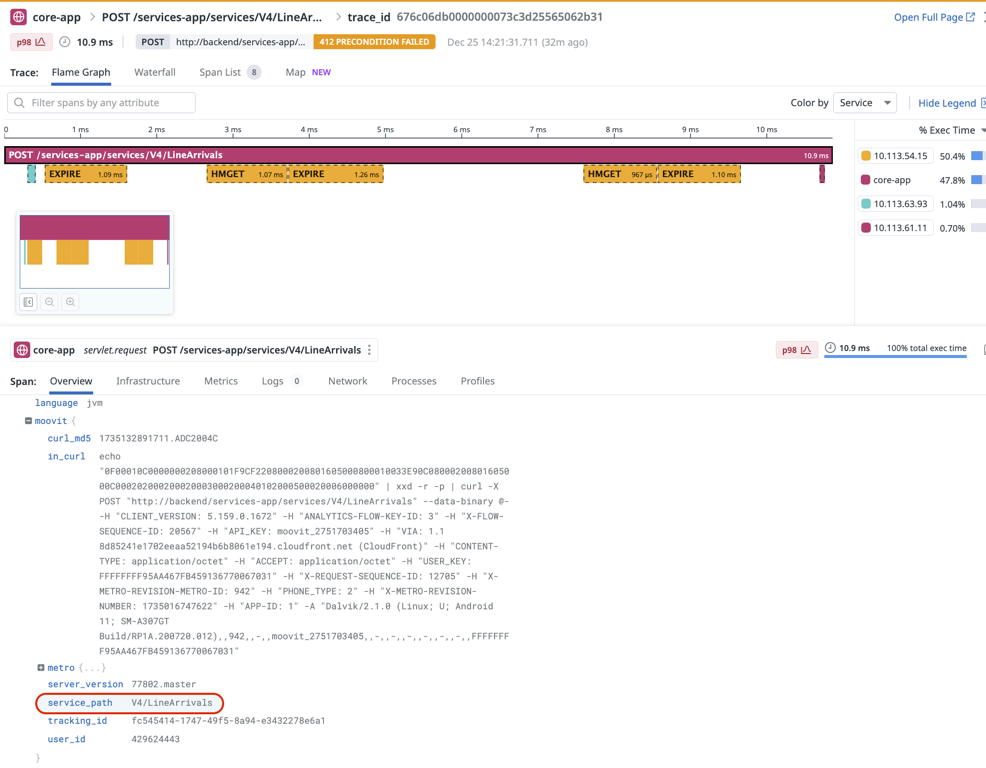 core-app > POST /services-app/services/V4/LineAr... > trace_id 676c06db0000000073c3d25565062b31
Open Full Page
p98 10.9 ms POST http://backend/services-app/... 412 PRECONDITION FAILED Dec 25 14:21:31.711 (32m ago)
Trace: Flame Graph Waterfall Span List 8 Map NEW
Filter spans by any attribute
Color by Service Hide Legend
0 1 ms 2 ms 3 ms 4 ms 5 ms 6 ms 7 ms 8 ms 9 ms 10 ms
% Exec Time
POST /services-app/services/V4/LineArrivals 10.9 ms
EXPIRE 1.09 ms HMGET 1.07 ms EXPIRE 1.26 ms HMGET 967 μs EXPIRE 1.10 ms
10.113.54.15 50.4%
core-app 47.8%
10.113.63.93 1.04%
10.113.61.11 0.70%
core-app servlet.request POST /services-app/services/V4/LineArrivals
p98 10.9 ms 100% total exec time
Span: Overview Infrastructure Metrics Logs 0 Network Processes Profiles
language jvm
moovit {
curl_md5 1735132891711.ADC2004C
in_curl echo
"0F00010C0000000208000101F9CF22080002000801605000800010033E90C080002000801605000C00020200020002000300020004010200050002000600000​0" | xxd -r -p | curl -X
POST "http://backend/services-app/services/V4/LineArrivals" --data-binary @-
-H "CLIENT_VERSION: 5.159.0.1672" -H "ANALYTICS-FLOW-KEY-ID: 3" -H "X-FLOW-
SEQUENCE-ID: 20567" -H "API_KEY: moovit_2751703405" -H "VIA: 1.1
8d85241e1702eeaa52194b6b8061e194.cloudfront.net (CloudFront)" -H "CONTENT-
TYPE: application/octet" -H "ACCEPT: application/octet" -H "USER_KEY:
FFFFFFFF95AA467FB459136770067031" -H "X-REQUEST-SEQUENCE-ID: 12705" -H "X-
METRO-REVISION-METRO-ID: 942" -H "PHONE_TYPE: 2" -H "X-METRO-REVISION-
NUMBER: 1735016747622" -H "APP-ID: 1" -A "Dalvik/2.1.0 (Linux; U; Android
11; SM-A307GT
Build/RP1A.200720.012),,942,,-,,moovit_2751703405,,-,,-,,-,,-,,-,,-,,FFFFFFF
F95AA467FB459136770067031"
metro {...}
server_version 77802.master
service_path V4/LineArrivals
tracking_id fc545414-1747-49f5-8a94-e3432278e6a1
user_id 429624443
}